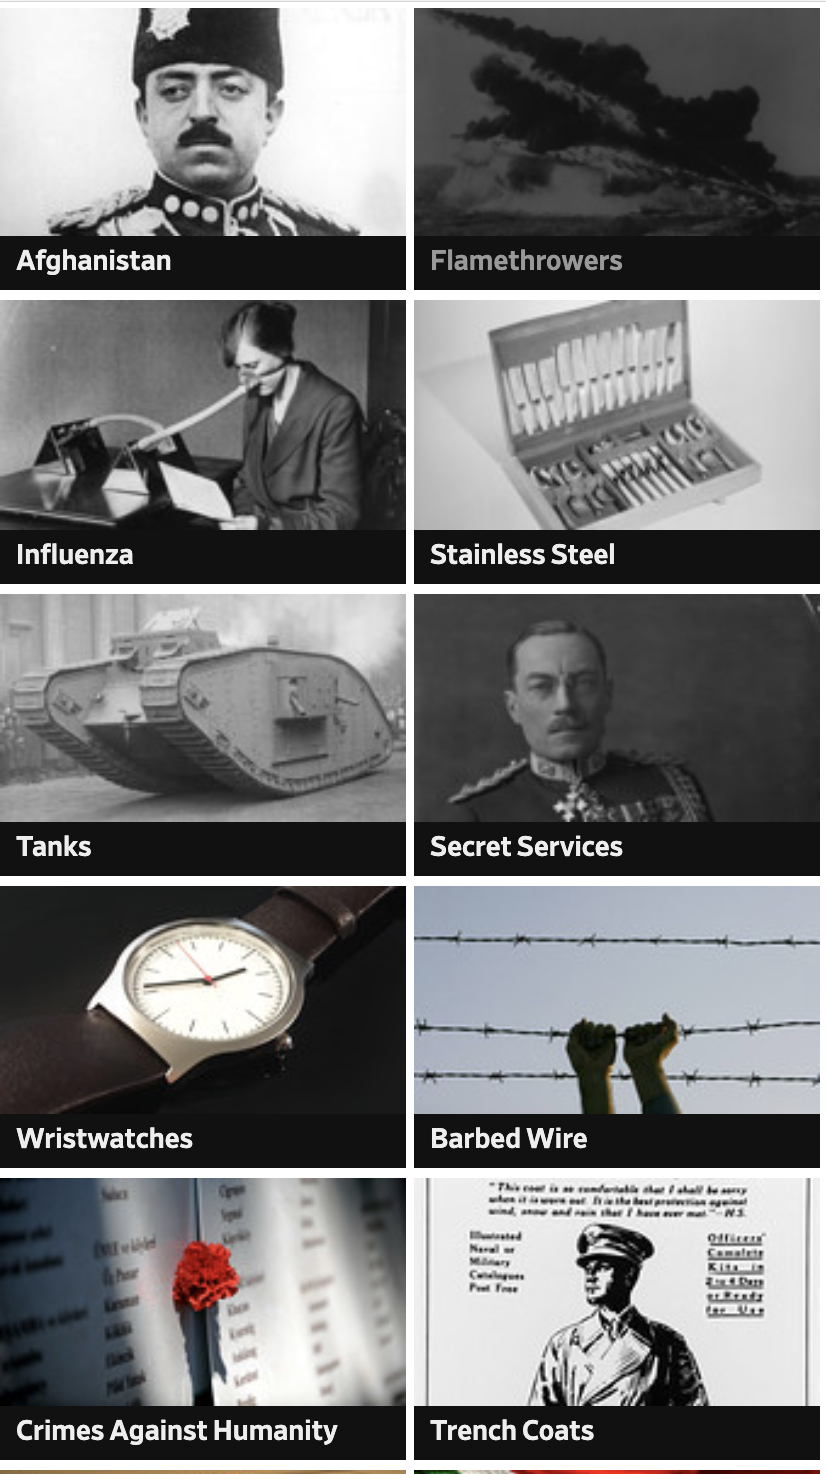 Afghanistan
Flamethrowers
Influenza
Stainless Steel
Tanks
Secret Services
Wristwatches
Barbed Wire
Crimes Against Humanity
"This coat is so comfortable that I shall be sorry
when it is worn out. It is the best protection against
wind, snow and rain that I have ever met."—H.S.
Illustrated
Naval or
Military
Catalogues
Post Free
Officers'
Complete
Kits in
2 to 4 Days
or Ready
for Use
Trench Coats